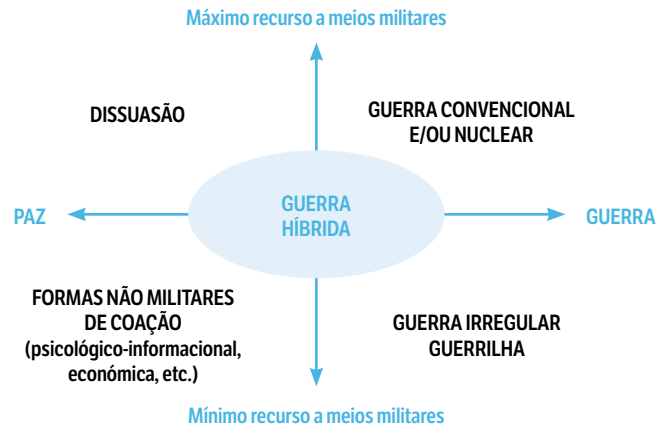 Máximo recurso a meios militares
DISSUASÃO
GUERRA CONVENCIONAL
E/OU NUCLEAR
PAZ
GUERRA
HÍBRIDA
GUERRA
FORMAS NÃO MILITARES
DE COAÇÃO
(psicológico-informacional,
económica, etc.)
GUERRA IRREGULAR
GUERRILHA
Mínimo recurso a meios militares